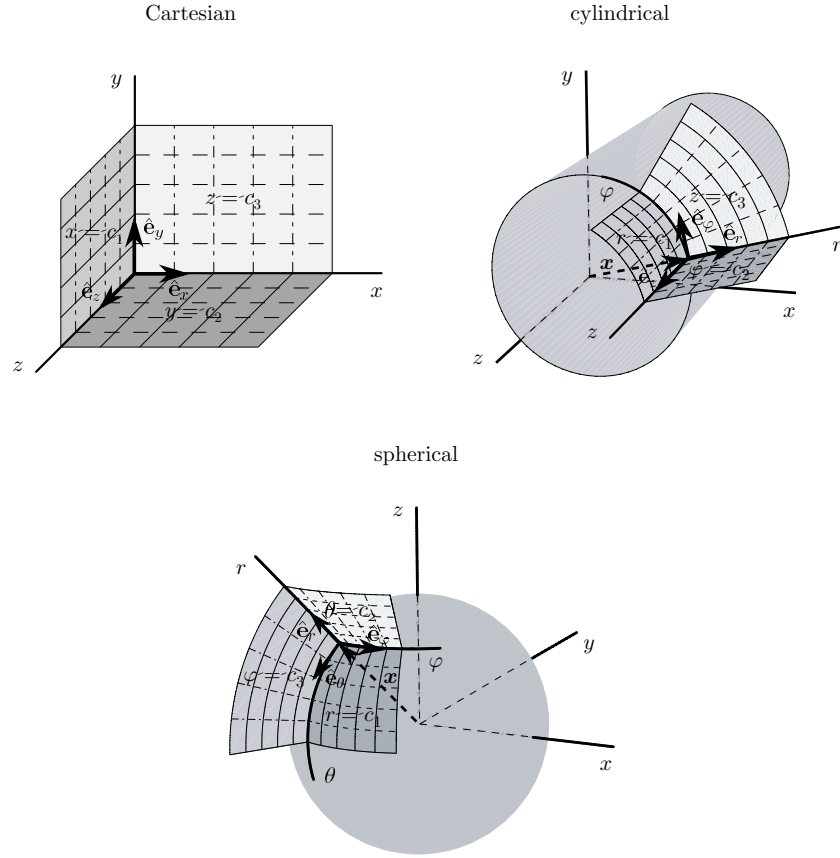 Cartesian
y
z = c₃
x = c₁
ê_y
ê_z
ê_x
y = c₂
x
z
cylindrical
y
φ
z = c₃
ê_φ
r = c₁
ê_r
r
x
φ = c₂
x
z
z
spherical
z
r
θ = c₂
ê_r
ê_φ
φ
y
φ = c₃
ê_θ
x
r = c₁
x
θ